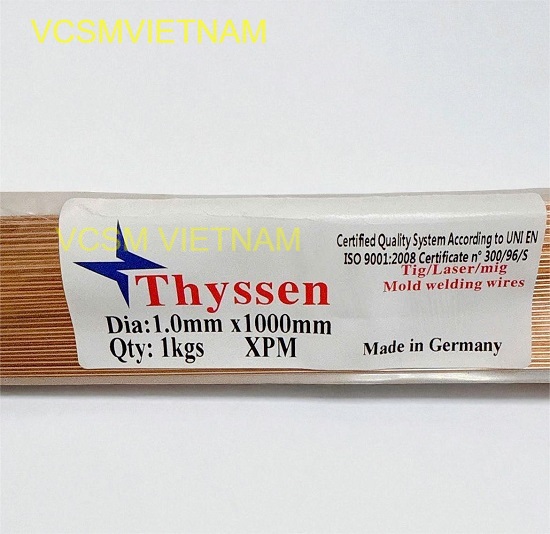 VCSMVIETNAM
VCSM VIETNAM
Certified Quality System According to UNI EN
ISO 9001:2008 Certificate n° 300/96/S
Tig/Laser/mig
Mold welding wires
Thyssen
Dia:1.0mm x1000mm
Qty: 1kgs XPM
Made in Germany